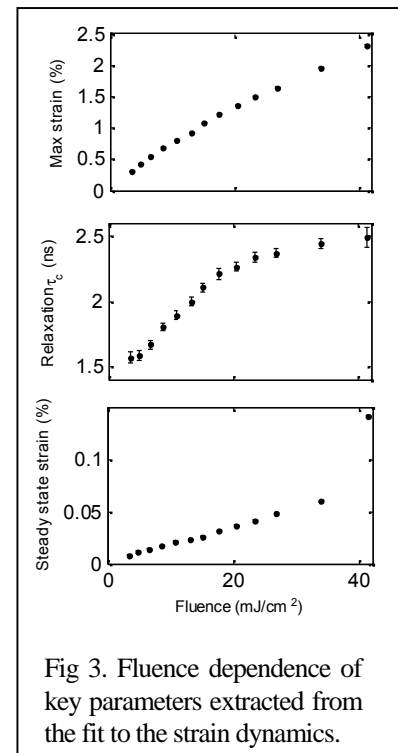 2.5
2
1.5
1
0.5
0
Max strain (%)
2.5
2
1.5
Relaxation τc (ns)
0.1
0.05
0
Steady state strain (%)
0 20 40
Fluence (mJ/cm 2)
Fig 3. Fluence dependence of
key parameters extracted from
the fit to the strain dynamics.